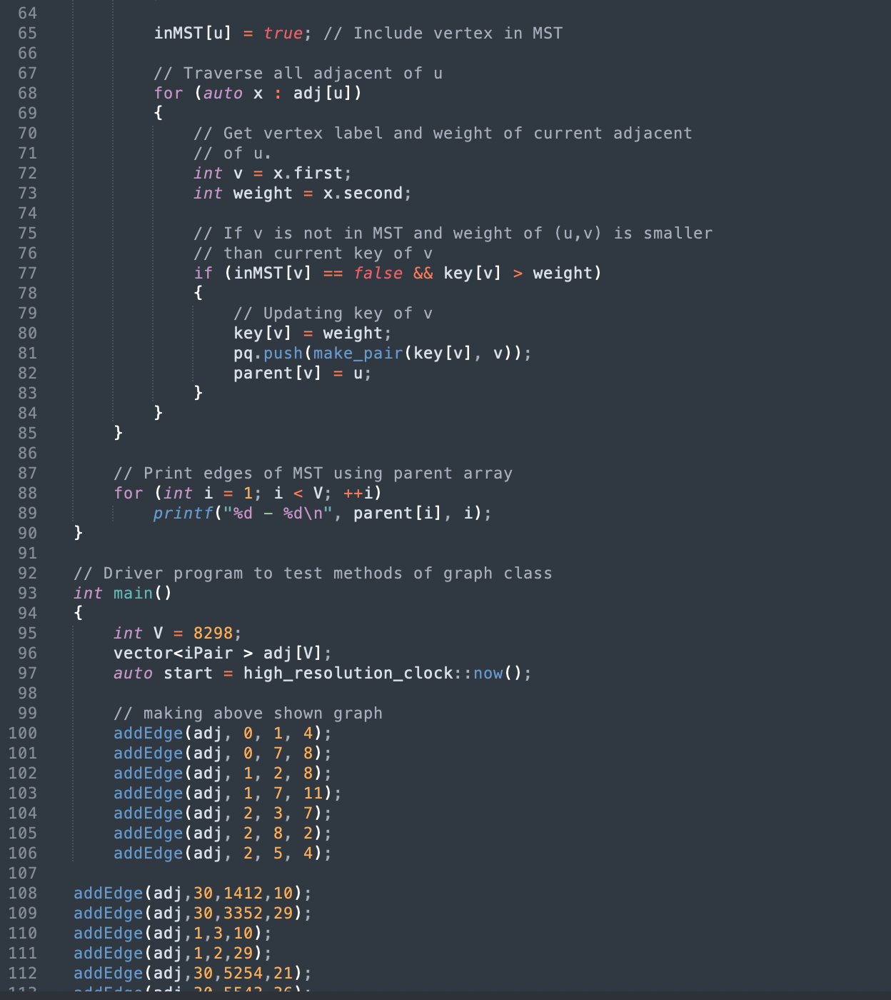 64
65 inMST[u] = true; // Include vertex in MST
66
67 // Traverse all adjacent of u
68 for (auto x : adj[u])
69 {
70 // Get vertex label and weight of current adjacent
71 // of u.
72 int v = x.first;
73 int weight = x.second;
74
75 // If v is not in MST and weight of (u,v) is smaller
76 // than current key of v
77 if (inMST[v] == false && key[v] > weight)
78 {
79 // Updating key of v
80 key[v] = weight;
81 pq.push(make_pair(key[v], v));
82 parent[v] = u;
83 }
84 }
85 }
86
87 // Print edges of MST using parent array
88 for (int i = 1; i < V; ++i)
89 printf("%d - %d\n", parent[i], i);
90 }
91
92 // Driver program to test methods of graph class
93 int main()
94 {
95 int V = 8298;
96 vector<iPair > adj[V];
97 auto start = high_resolution_clock::now();
98
99 // making above shown graph
100 addEdge(adj, 0, 1, 4);
101 addEdge(adj, 0, 7, 8);
102 addEdge(adj, 1, 2, 8);
103 addEdge(adj, 1, 7, 11);
104 addEdge(adj, 2, 3, 7);
105 addEdge(adj, 2, 8, 2);
106 addEdge(adj, 2, 5, 4);
107
108 addEdge(adj,30,1412,10);
109 addEdge(adj,30,3352,29);
110 addEdge(adj,1,3,10);
111 addEdge(adj,1,2,29);
112 addEdge(adj,30,5254,21);